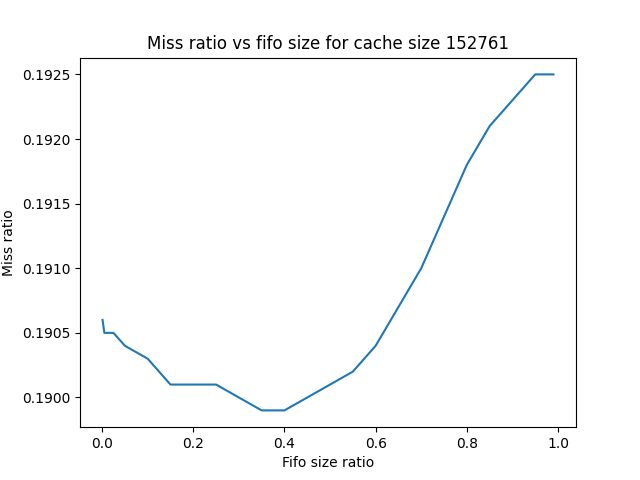 Miss ratio vs fifo size for cache size 152761
0.1925
0.1920
0.1915
0.1910
0.1905
0.1900
Miss ratio
0.0 0.2 0.4 0.6 0.8 1.0
Fifo size ratio